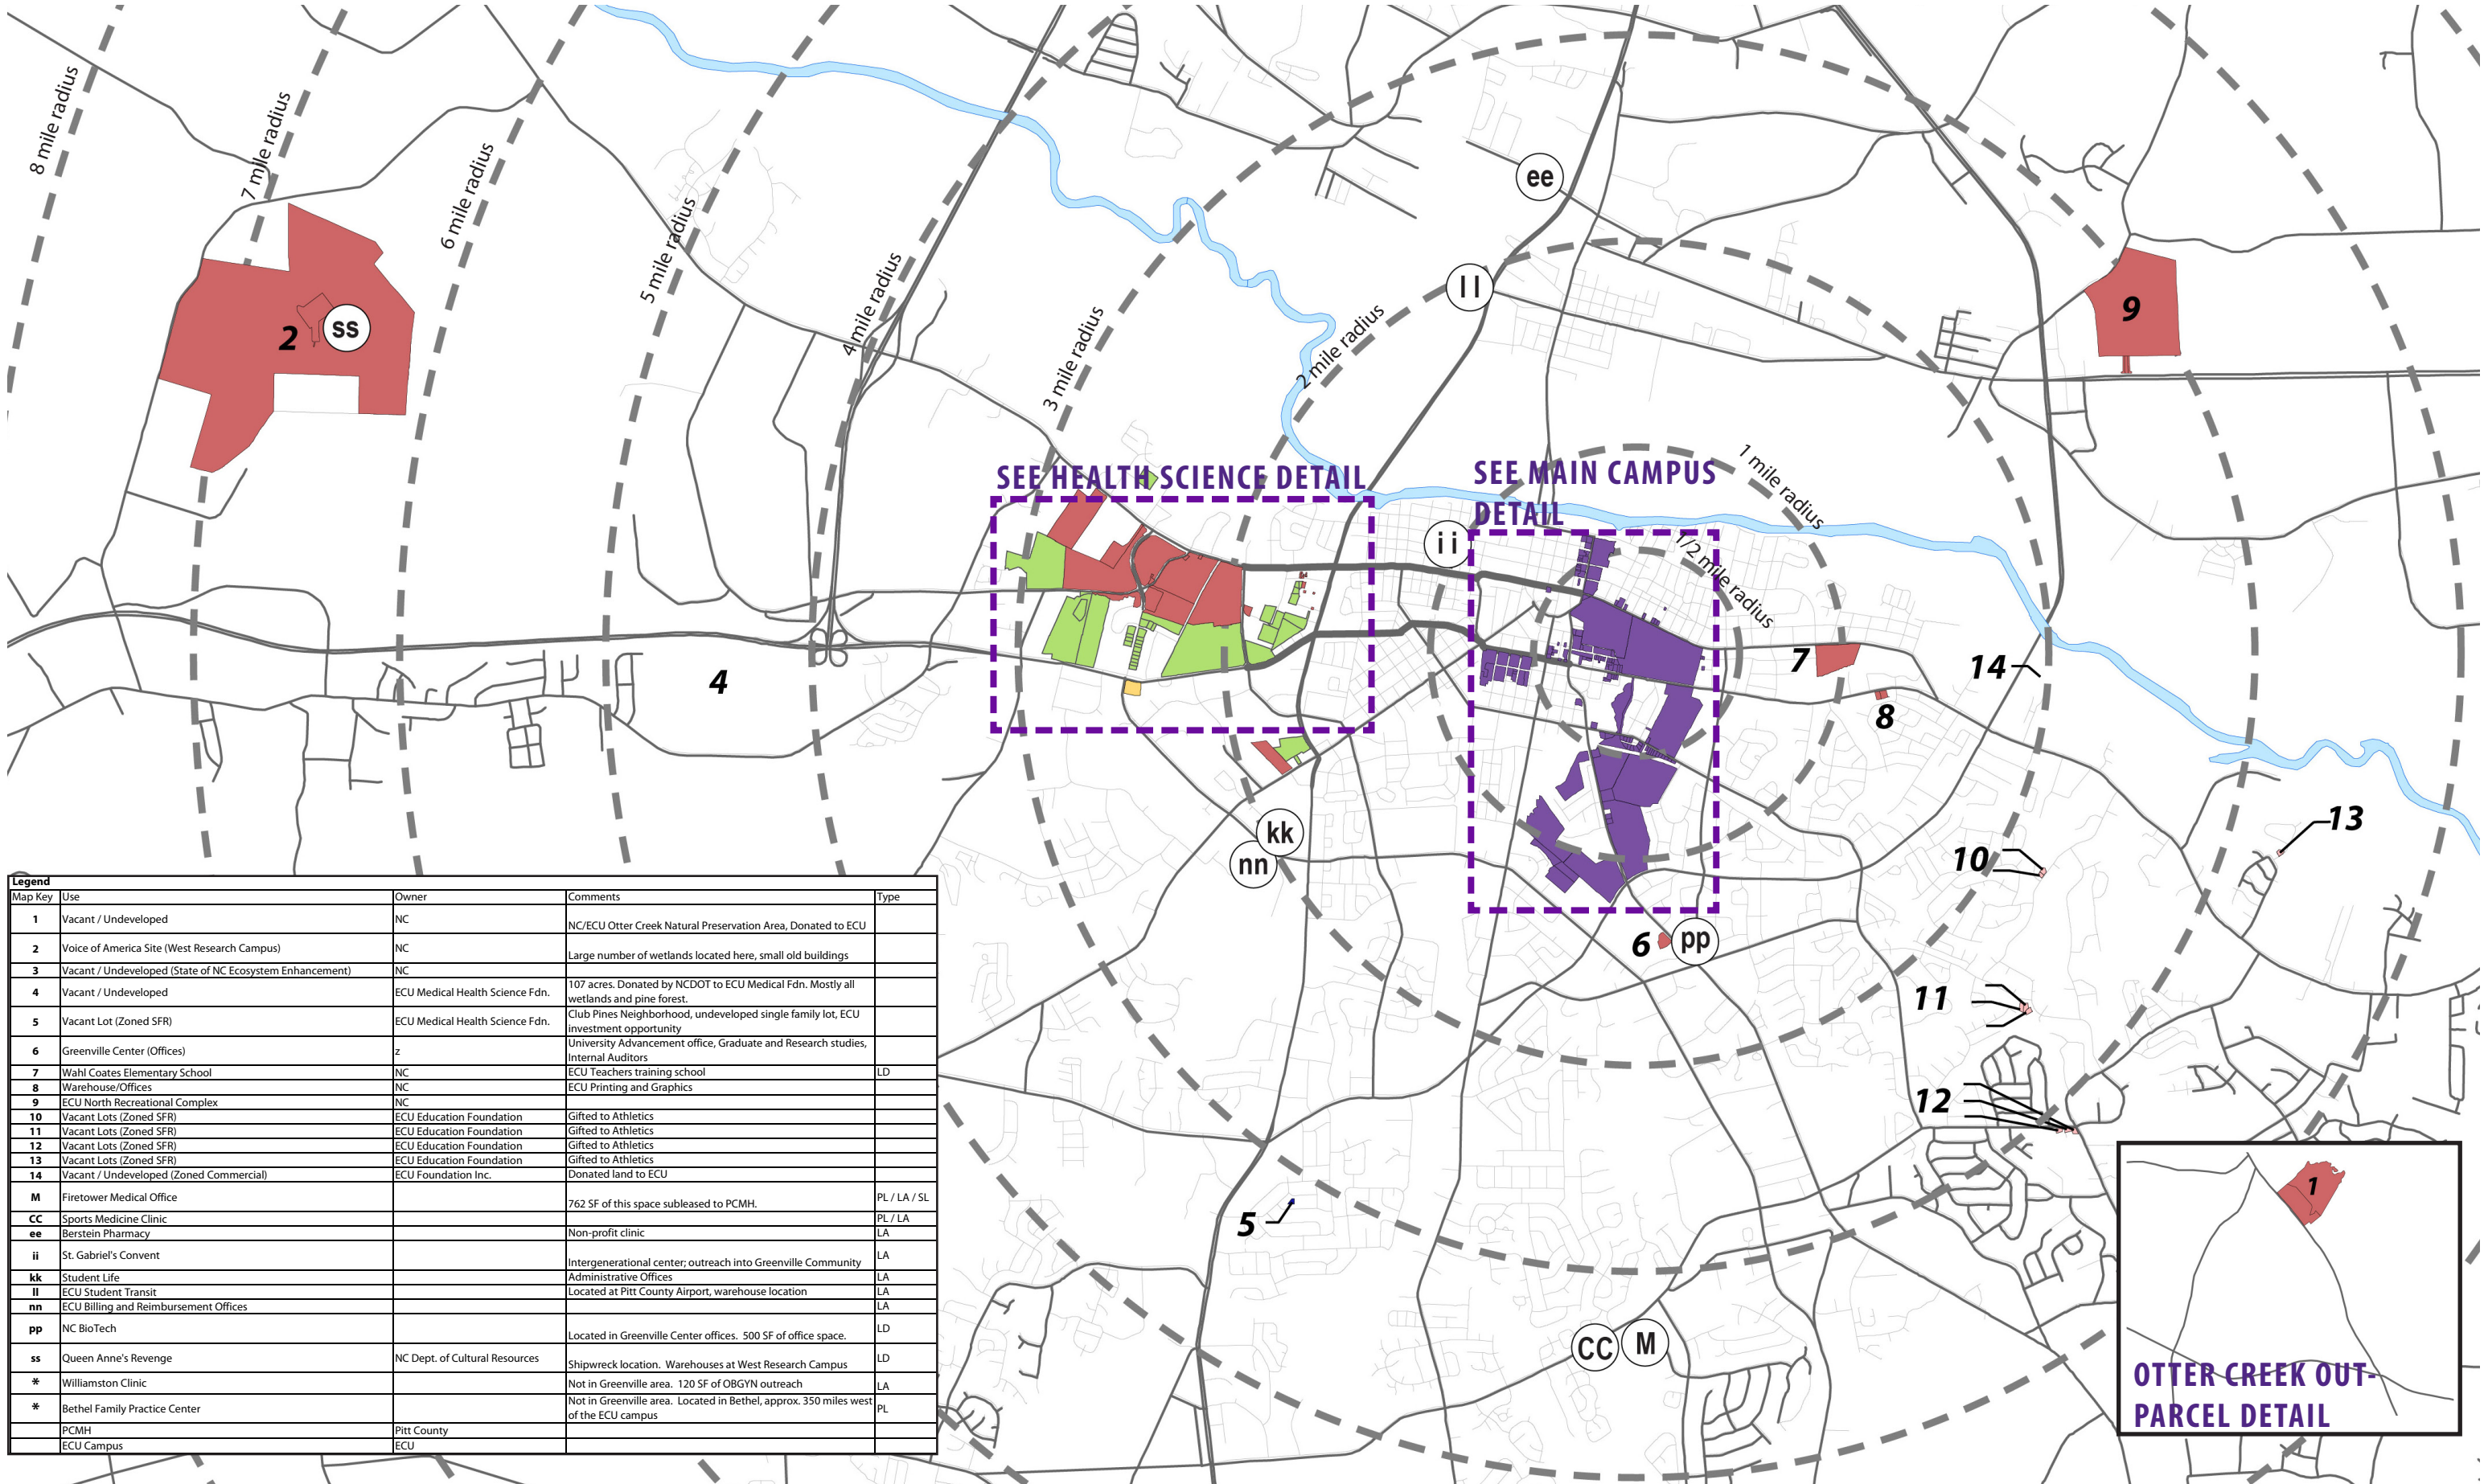 8 mile radius
7 mile radius
6 mile radius
5 mile radius
4 mile radius
3 mile radius
2 mile radius
1 mile radius
1/2 mile radius
ee
ll
9
2
ss
SEE HEALTH SCIENCE DETAIL
SEE MAIN CAMPUS
DETAIL
ii
7
14
4
8
13
kk
nn
10
6
pp
11
12
5
CC
M
1
OTTER CREEK OUT-
PARCEL DETAIL
Legend
Map Key Use Owner Comments Type
1 Vacant / Undeveloped NC NC/ECU Otter Creek Natural Preservation Area, Donated to ECU
2 Voice of America Site (West Research Campus) NC Large number of wetlands located here, small old buildings
3 Vacant / Undeveloped (State of NC Ecosystem Enhancement) NC
4 Vacant / Undeveloped ECU Medical Health Science Fdn. 107 acres. Donated by NCDOT to ECU Medical Fdn. Mostly all
wetlands and pine forest.
5 Vacant Lot (Zoned SFR) ECU Medical Health Science Fdn. Club Pines Neighborhood, undeveloped single family lot, ECU
investment opportunity
6 Greenville Center (Offices) z University Advancement office, Graduate and Research studies,
Internal Auditors
7 Wahl Coates Elementary School NC ECU Teachers training school LD
8 Warehouse/Offices NC ECU Printing and Graphics
9 ECU North Recreational Complex NC
10 Vacant Lots (Zoned SFR) ECU Education Foundation Gifted to Athletics
11 Vacant Lots (Zoned SFR) ECU Education Foundation Gifted to Athletics
12 Vacant Lots (Zoned SFR) ECU Education Foundation Gifted to Athletics
13 Vacant Lots (Zoned SFR) ECU Education Foundation Gifted to Athletics
14 Vacant / Undeveloped (Zoned Commercial) ECU Foundation Inc. Donated land to ECU
M Firetower Medical Office 762 SF of this space subleased to PCMH. PL / LA / SL
CC Sports Medicine Clinic PL / LA
ee Berstein Pharmacy Non-profit clinic LA
ii St. Gabriel's Convent Intergenerational center; outreach into Greenville Community LA
kk Student Life Administrative Offices LA
ll ECU Student Transit Located at Pitt County Airport, warehouse location LA
nn ECU Billing and Reimbursement Offices LA
pp NC BioTech Located in Greenville Center offices. 500 SF of office space. LD
ss Queen Anne's Revenge NC Dept. of Cultural Resources Shipwreck location. Warehouses at West Research Campus LD
* Williamston Clinic Not in Greenville area. 120 SF of OBGYN outreach LA
* Bethel Family Practice Center Not in Greenville area. Located in Bethel, approx. 350 miles west
of the ECU campus PL
PCMH Pitt County
ECU Campus ECU